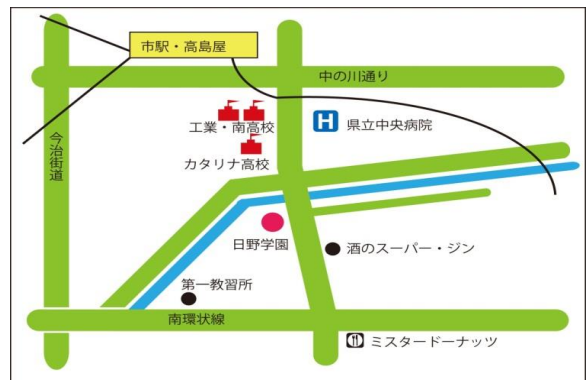 市駅・高島屋
中の川通り
工業・南高校
H
県立中央病院
カタリナ高校
今治街道
日野学園
酒のスーパー・ジン
第一教習所
南環状線
ミスタードーナッツ